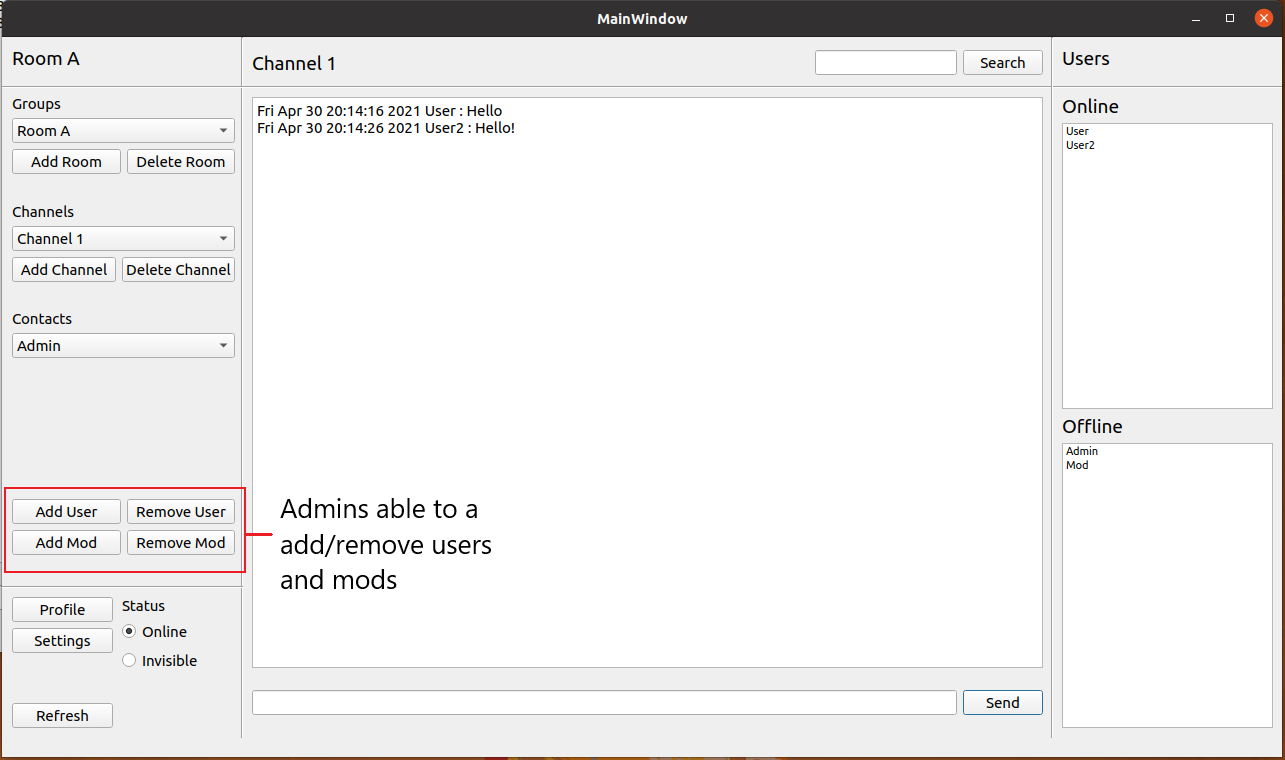 MainWindow
Room A
Groups
Room A
Add Room Delete Room
Channels
Channel 1
Add Channel Delete Channel
Contacts
Admin
Add User Remove User
Add Mod Remove Mod
Profile
Settings
Status
Online
Invisible
Refresh
Channel 1
Search
Fri Apr 30 20:14:16 2021 User : Hello
Fri Apr 30 20:14:26 2021 User2 : Hello!
Admins able to a
add/remove users
and mods
Send
Users
Online
User
User2
Offline
Admin
Mod